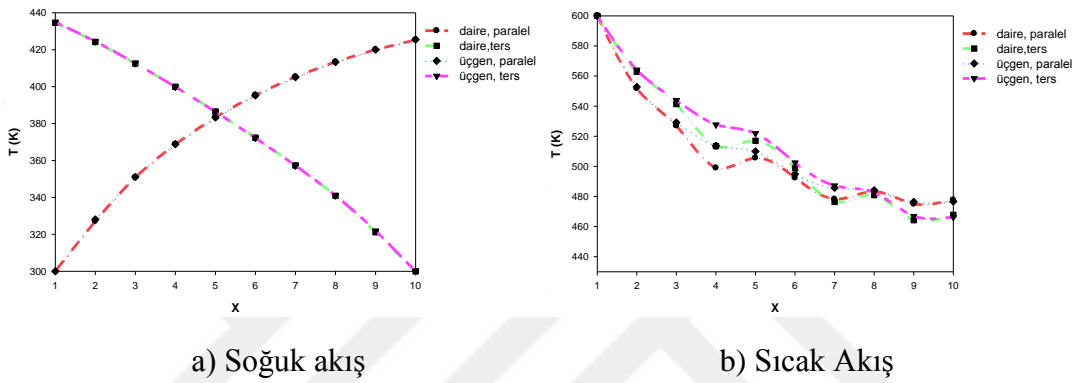 T (K)
440
420
400
380
360
340
320
300
1 2 3 4 5 6 7 8 9 10
X
daire, paralel
daire,ters
üçgen, paralel
üçgen, ters
a) Soğuk akış
T (K)
600
580
560
540
520
500
480
460
440
1 2 3 4 5 6 7 8 9 10
X
daire, paralel
daire,ters
üçgen, paralel
üçgen, ters
b) Sıcak Akış